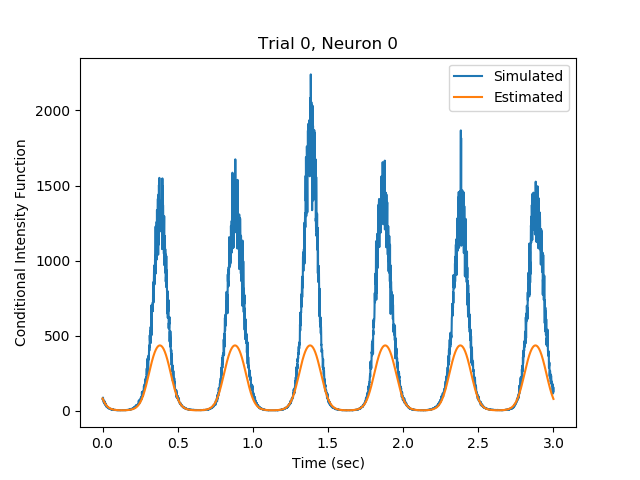 Trial 0, Neuron 0
Simulated
Estimated
Conditional Intensity Function
2000
1500
1000
500
0
0.0 0.5 1.0 1.5 2.0 2.5 3.0
Time (sec)